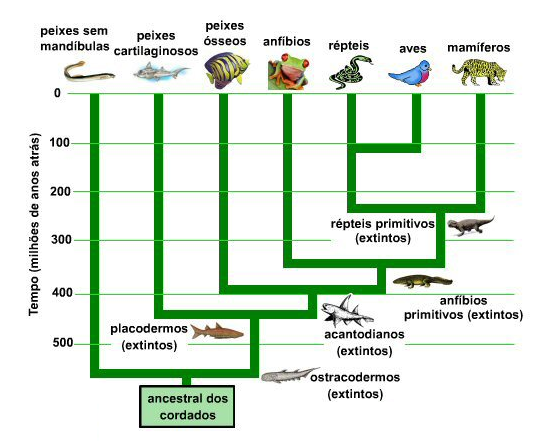 peixes sem
mandíbulas
peixes
cartilaginosos
peixes
ósseos
anfíbios
répteis
aves
mamíferos
0
100
200
300
400
500
Tempo (milhões de anos atrás)
répteis primitivos
(extintos)
anfíbios
primitivos (extintos)
placodermos
(extintos)
acantodianos
(extintos)
ostracodermos
(extintos)
ancestral dos
cordados